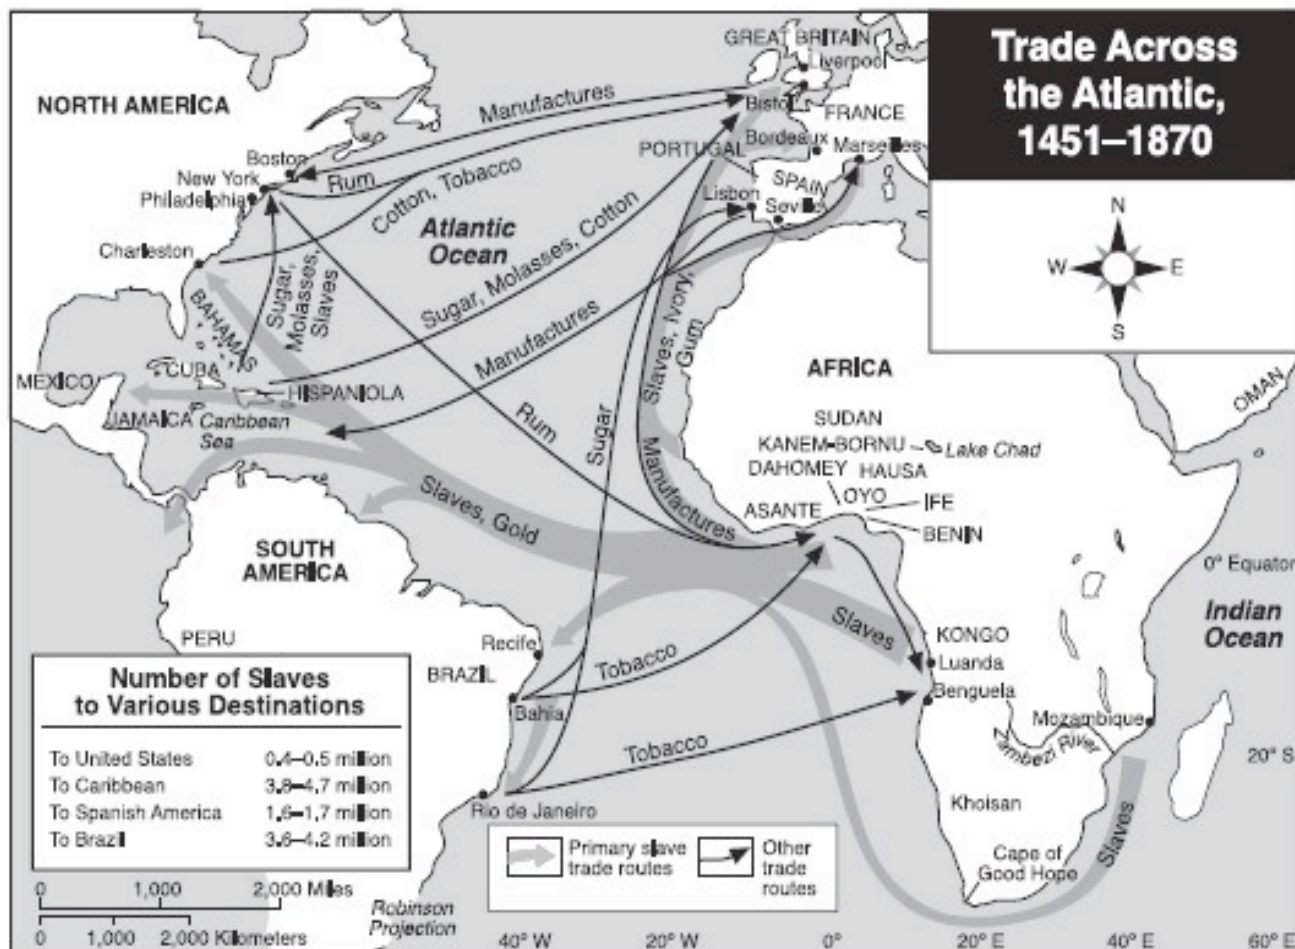 Trade Across
the Atlantic,
1451–1870
N
W
E
S
GREAT BRITAIN
Liverpool
NORTH AMERICA
Manufactures
Bistol
FRANCE
Bordeaux
Marseilles
PORTUGAL
Boston
New York
Rum
Philadelphia
Cotton, Tobacco
SPAIN
Lisbon
Seville
Atlantic
Ocean
Charleston
Sugar,
Molasses,
Slaves
Sugar, Molasses, Cotton
BAHAMAS
Manufactures
Slaves, Ivory,
Gum
CUBA
MEXICO
HISPANIOLA
AFRICA
JAMAICA
Caribbean
Sea
Rum
Sugar
OMAN
SUDAN
KANEM-BORNU
Lake Chad
DAHOMEY
HAUSA
Manufactures
OYO
IFE
ASANTE
BENIN
Slaves, Gold
SOUTH
AMERICA
0° Equator
Indian
Ocean
Slaves
KONGO
PERU
Recife
Luanda
BRAZIL
Tobacco
Benguela
Bahia
Mozambique
Zambezi River
Tobacco
20° S
Number of Slaves
to Various Destinations
To United States 0.4–0.5 million
To Caribbean 3.8–4.7 million
To Spanish America 1.6–1.7 million
To Brazil 3.6–4.2 million
Rio de Janeiro
Khoisan
Slaves
Primary slave
trade routes
Other
trade
routes
Cape of
Good Hope
0 1,000 2,000 Miles
0 1,000 2,000 Kilometers
Robinson
Projection
40° W
20° W
0°
20° E
40° E
60° E